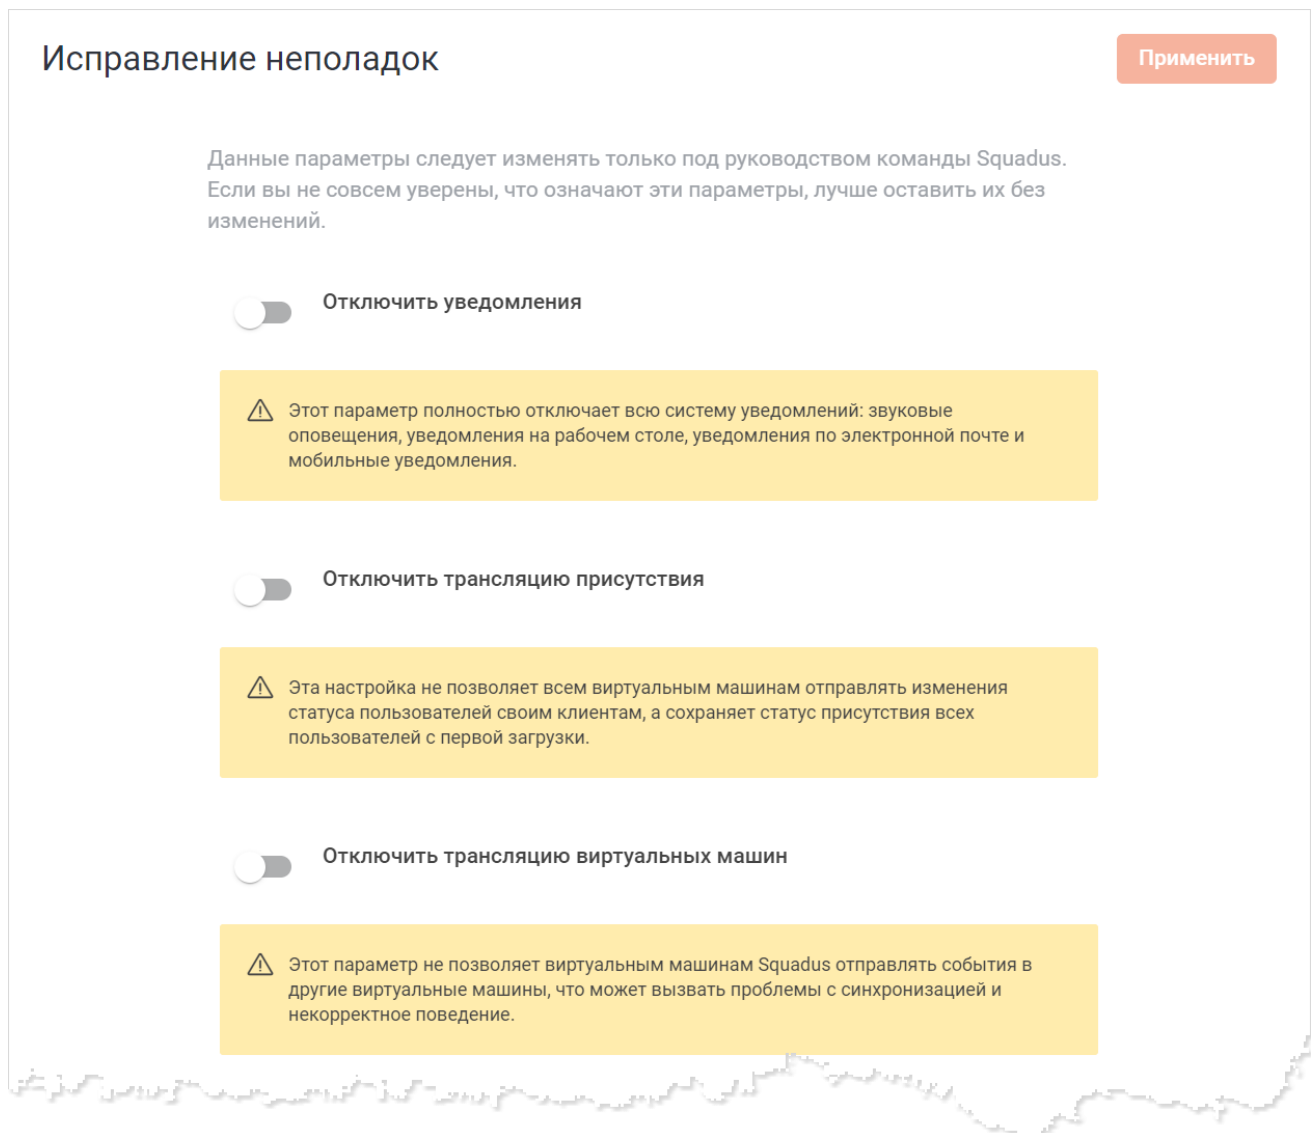 Исправление неполадок
Применить
Данные параметры следует изменять только под руководством команды Squadus.
Если вы не совсем уверены, что означают эти параметры, лучше оставить их без
изменений.
Отключить уведомления
Этот параметр полностью отключает всю систему уведомлений: звуковые
оповещения, уведомления на рабочем столе, уведомления по электронной почте и
мобильные уведомления.
Отключить трансляцию присутствия
Эта настройка не позволяет всем виртуальным машинам отправлять изменения
статуса пользователей своим клиентам, а сохраняет статус присутствия всех
пользователей с первой загрузки.
Отключить трансляцию виртуальных машин
Этот параметр не позволяет виртуальным машинам Squadus отправлять события в
другие виртуальные машины, что может вызвать проблемы с синхронизацией и
некорректное поведение.